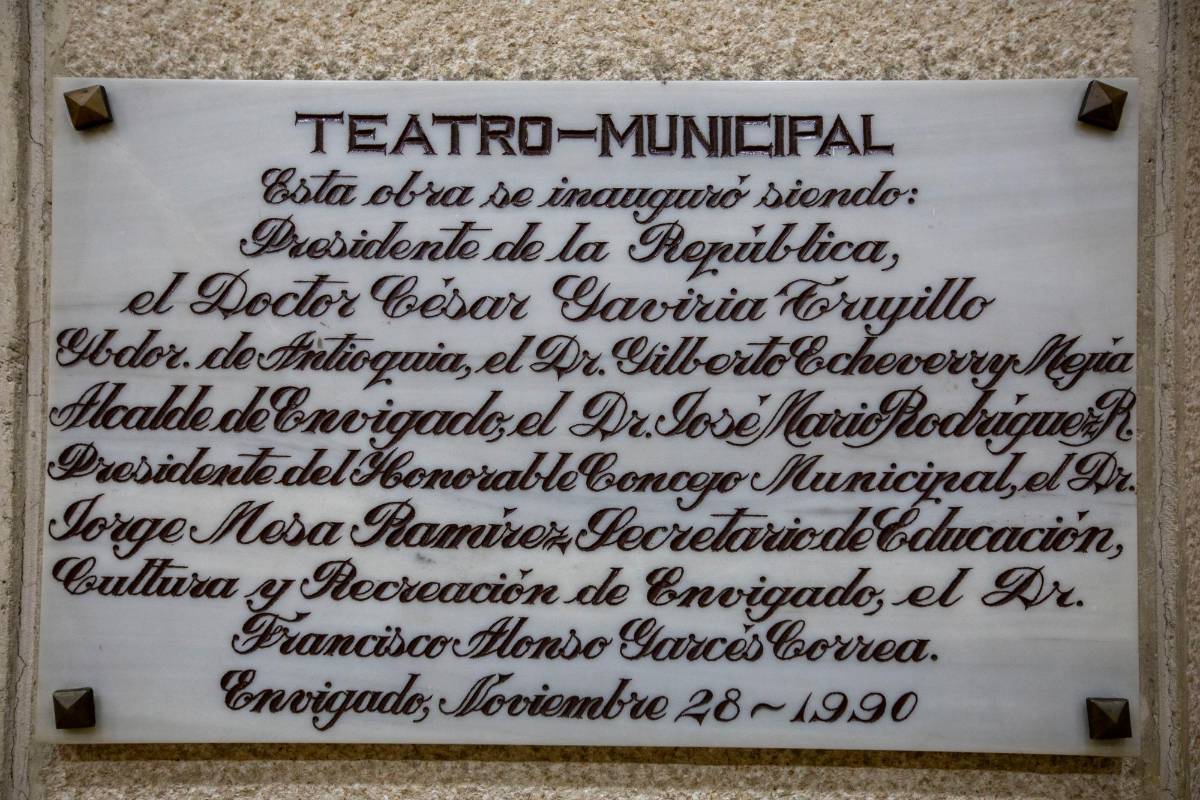 TEATRO-MUNICIPAL
Esta obra se inauguró siendo:
Presidente de la República,
el Doctor César Gaviria Trujillo
Gbdor. de Antioquia, el Dr. Gilberto Echeverry Mejía
Alcalde de Envigado, el Dr. José Mario Rodríguez R.
Presidente del Honorable Concejo Municipal, el Dr.
Jorge Mesa Ramírez Secretario de Educación,
Cultura y Recreación de Envigado, el Dr.
Francisco Alonso Garcés Correa.
Envigado, Noviembre 28~1990